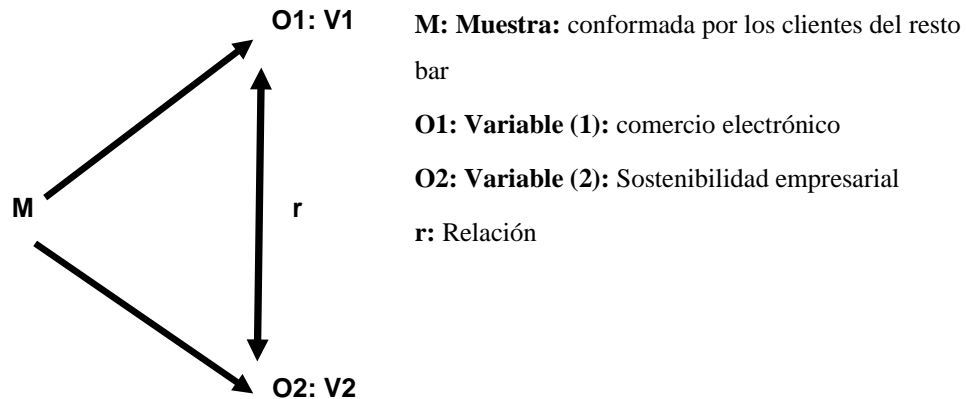 O1: V1
M
r
O2: V2
M: Muestra: conformada por los clientes del resto
bar
O1: Variable (1): comercio electrónico
O2: Variable (2): Sostenibilidad empresarial
r: Relación